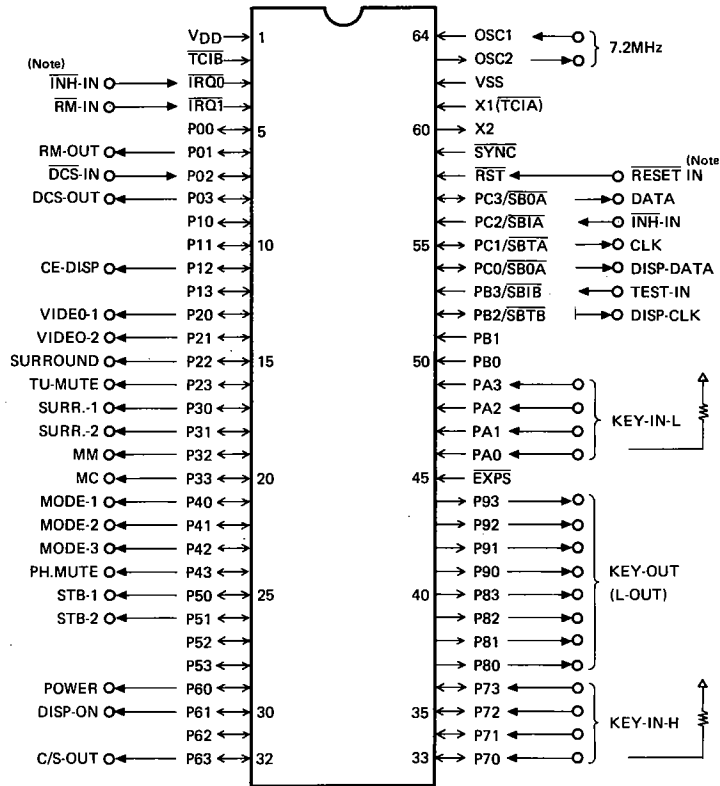 VDD 1 64 OSC1
7.2MHz
TCIB OSC2
(Note)
INH-IN IRQ0 VSS
RM-IN IRQ1 X1(TCIA)
P00 5 60 X2
RM-OUT P01 SYNC
(Note
DCS-IN P02 RST RESET IN
DCS-OUT P03 PC3/SB0A DATA
P10 PC2/SBIA INH-IN
P11 10 55 PC1/SBTA CLK
CE-DISP P12 PC0/SB0A DISP-DATA
P13 PB3/SBIB TEST-IN
VIDEO-1 P20 PB2/SBTB DISP-CLK
VIDEO-2 P21 PB1
SURROUND P22 15 50 PB0
TU-MUTE P23 PA3
SURR.-1 P30 PA2
KEY-IN-L
SURR.-2 P31 PA1
MM P32 PA0
MC P33 20 45 EXPS
MODE-1 P40 P93
MODE-2 P41 P92
MODE-3 P42 P91
PH.MUTE P43 P90 KEY-OUT
STB-1 P50 25 40 P83 (L-OUT)
STB-2 P51 P82
P52 P81
P53 P80
POWER P60 P73
DISP-ON P61 30 35 P72
KEY-IN-H
P62 P71
C/S-OUT P63 32 33 P70